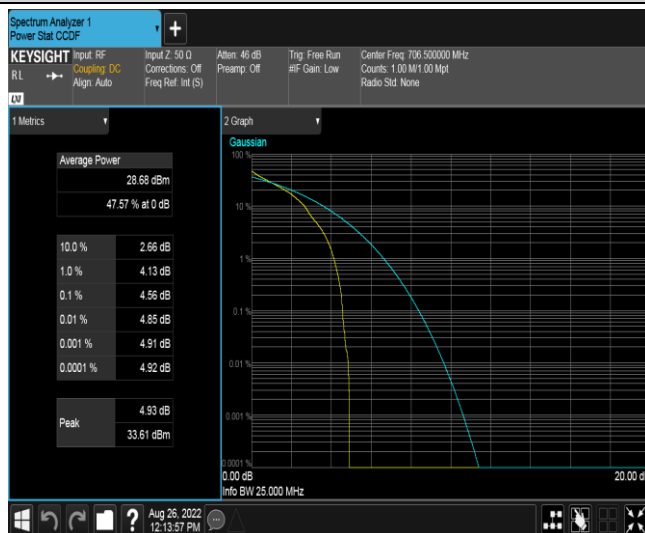 Spectrum Analyzer 1
Power Stat CCDF
KEYSIGHT
RL
LXI
Input: RF
Coupling: DC
Align: Auto
Input Z: 50 Ω
Corrections: Off
Freq Ref: Int (S)
Atten: 46 dB
Preamp: Off
Trig: Free Run
#IF Gain: Low
Center Freq: 706.500000 MHz
Counts: 1.00 M/1.00 Mpt
Radio Std: None
1 Metrics
Average Power
28.68 dBm
47.57 % at 0 dB
10.0 % 2.66 dB
1.0 % 4.13 dB
0.1 % 4.56 dB
0.01 % 4.85 dB
0.001 % 4.91 dB
0.0001 % 4.92 dB
Peak
4.93 dB
33.61 dBm
2 Graph
Gaussian
100 %
10 %
1 %
0.1 %
0.01 %
0.001 %
0.0001 %
0.00 dB
20.00 d
Info BW 25.000 MHz
?
Aug 26, 2022
12:13:57 PM